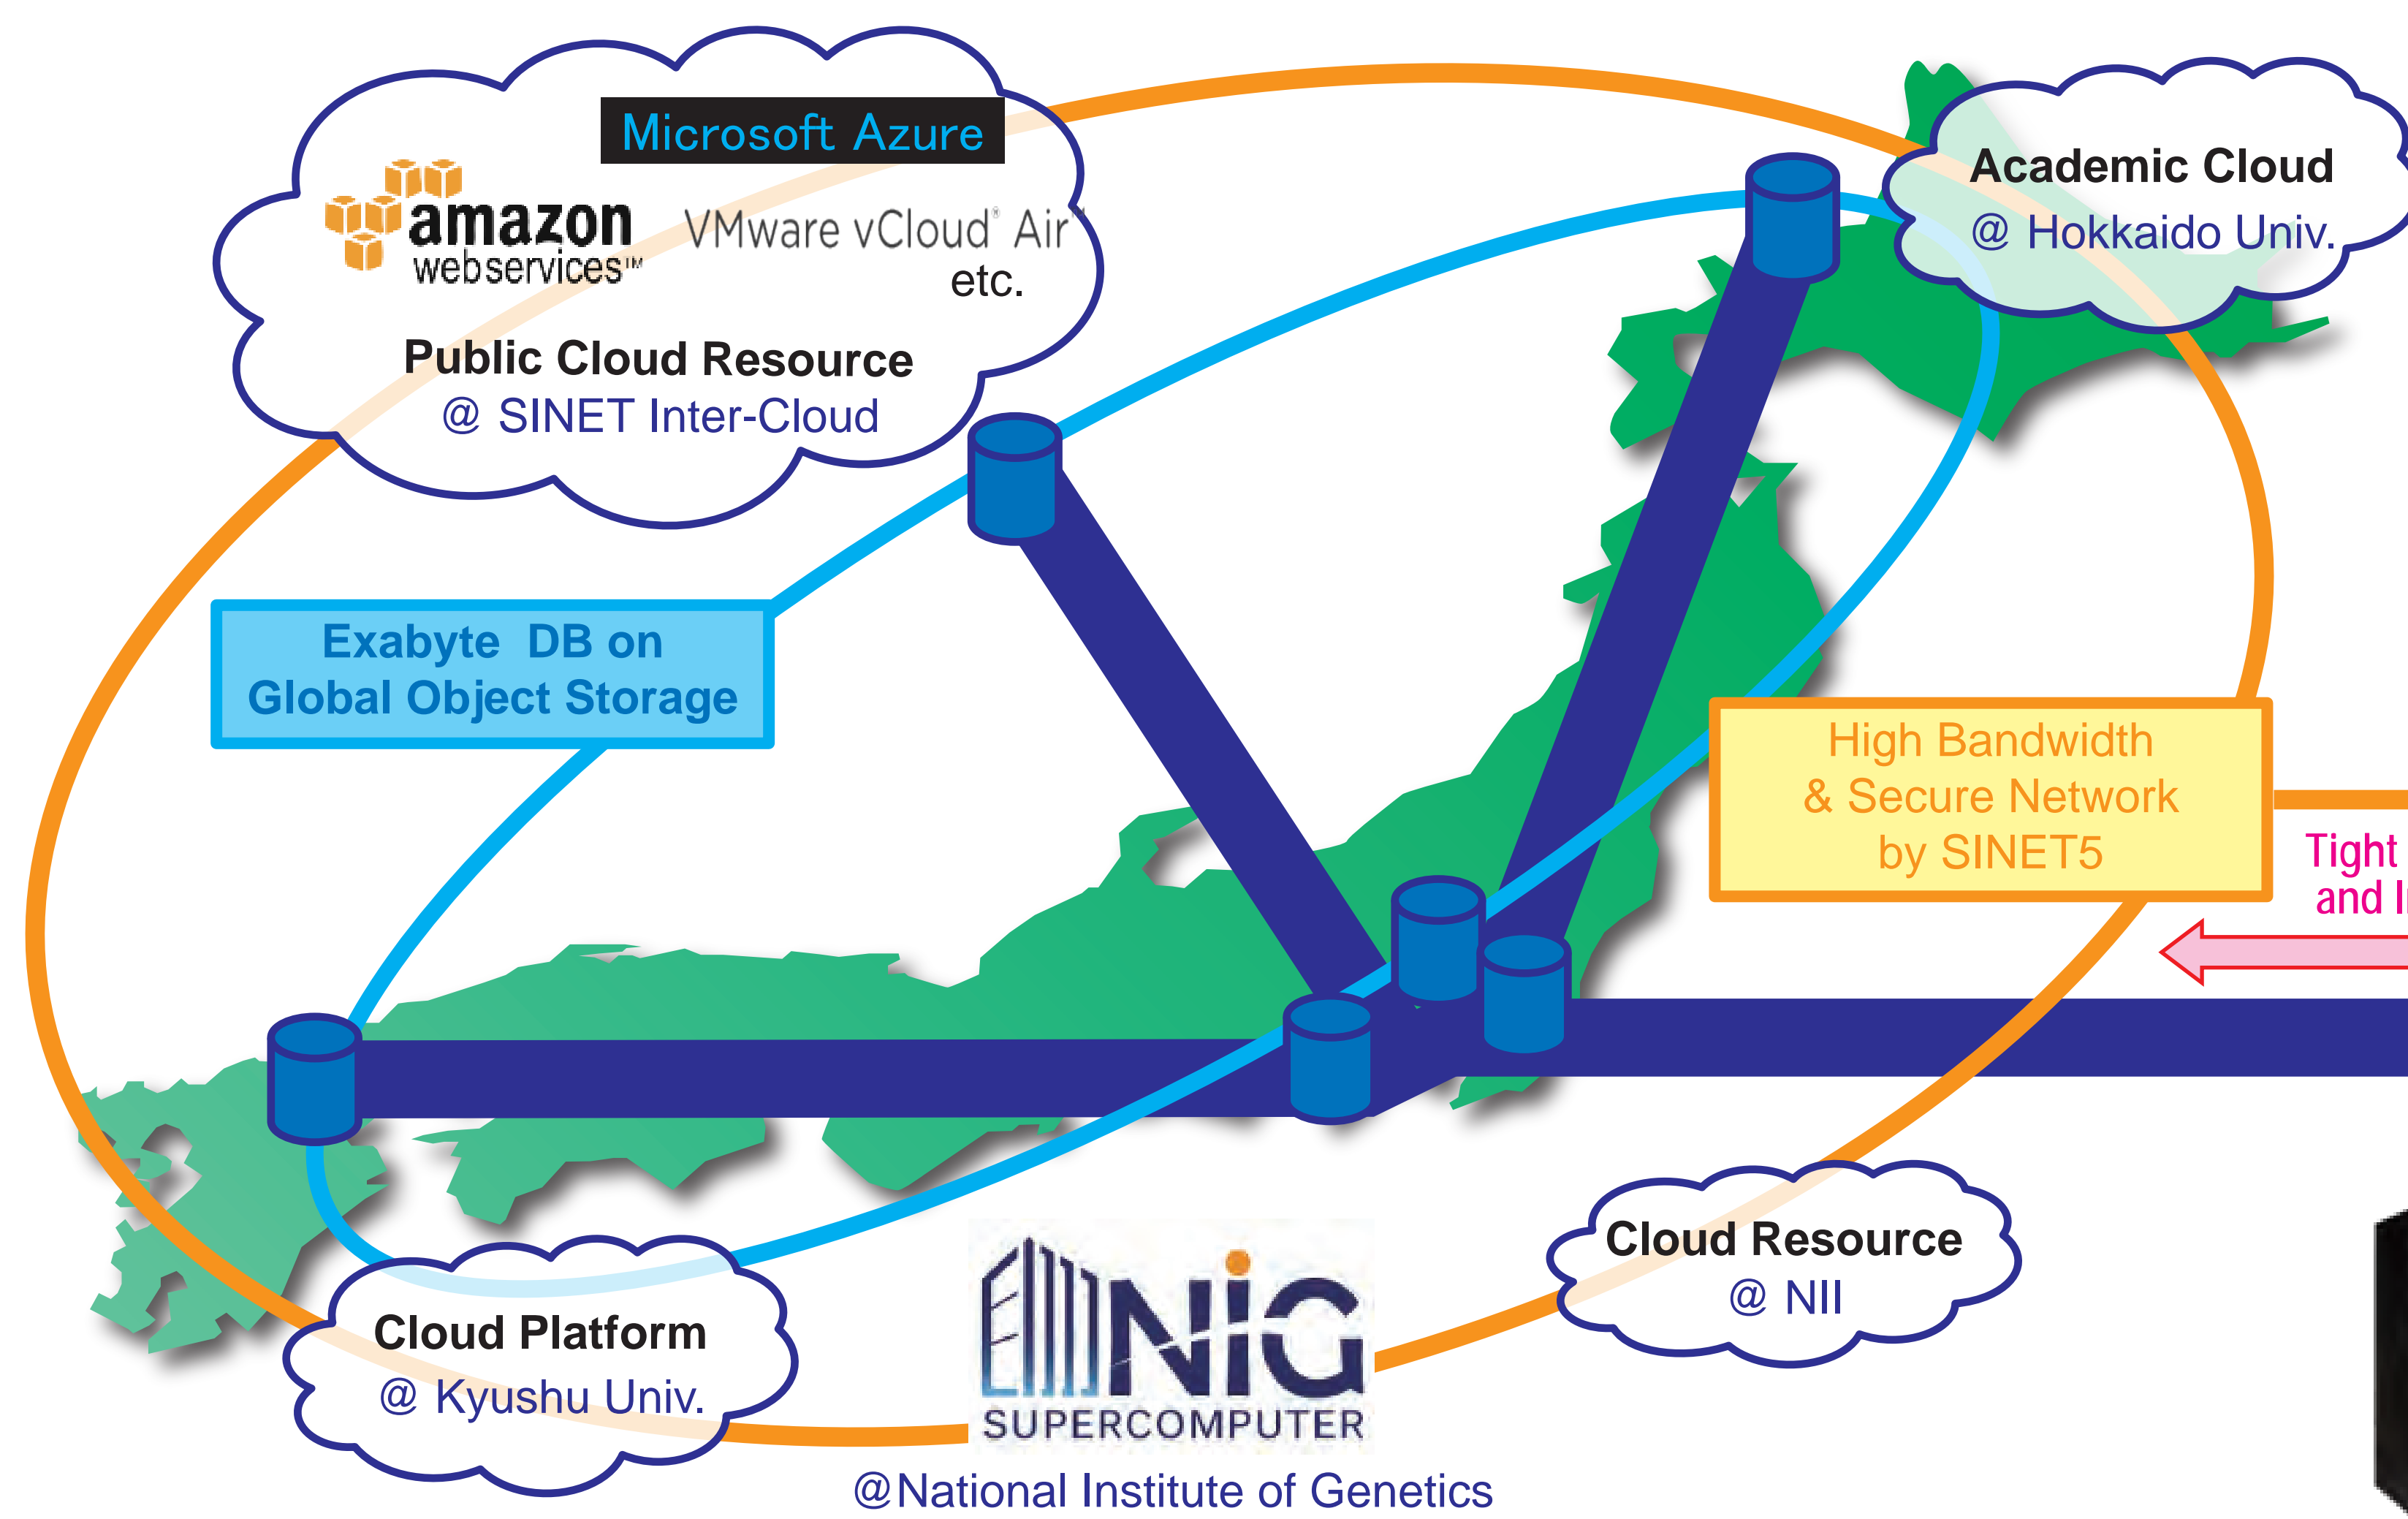 Microsoft Azure
amazon
webservices™
VMware vCloud® Air™
etc.
Public Cloud Resource
@ SINET Inter-Cloud
Academic Cloud
@ Hokkaido Univ.
Exabyte DB on
Global Object Storage
High Bandwidth
& Secure Network
by SINET5
Tight
and
Cloud Resource
@ NII
Cloud Platform
@ Kyushu Univ.
NIG
SUPERCOMPUTER
@National Institute of Genetics